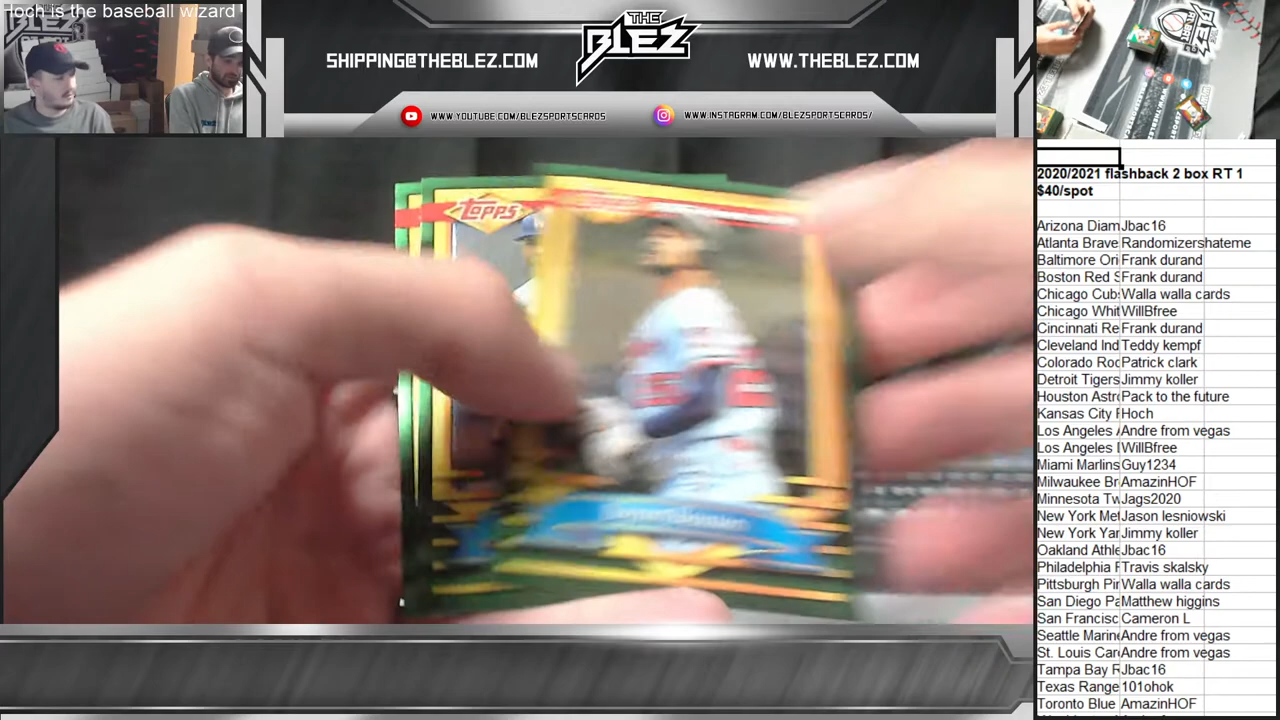 Hoch is the baseball wizard
THE
BLEZ
SHIPPING@THEBLEZ.COM
WWW.THEBLEZ.COM
WWW.YOUTUBE.COM/BLEZSPORTSCARDS
WWW.INSTAGRAM.COM/BLEZSPORTSCARDS/
Topps
2020/2021 flashback 2 box RT 1
$40/spot
Arizona Diam Jbac16
Atlanta Brave Randomizershateme
Baltimore Ori Frank durand
Boston Red S Frank durand
Chicago Cub Walla walla cards
Chicago Whit WillBfree
Cincinnati Re Frank durand
Cleveland Ind Teddy kempf
Colorado Roc Patrick clark
Detroit Tigers Jimmy koller
Houston Astr Pack to the future
Kansas City Hoch
Los Angeles Andre from vegas
Los Angeles WillBfree
Miami Marlins Guy1234
Milwaukee Br AmazinHOF
Minnesota Tw Jags2020
New York Met Jason lesniowski
New York Yan Jimmy koller
Oakland Athle Jbac16
Philadelphia Travis skalsky
Pittsburgh Pir Walla walla cards
San Diego Pa Matthew higgins
San Francisc Cameron L
Seattle Marine Andre from vegas
St. Louis Car Andre from vegas
Tampa Bay R Jbac16
Texas Range 101ohok
Toronto Blue AmazinHOF